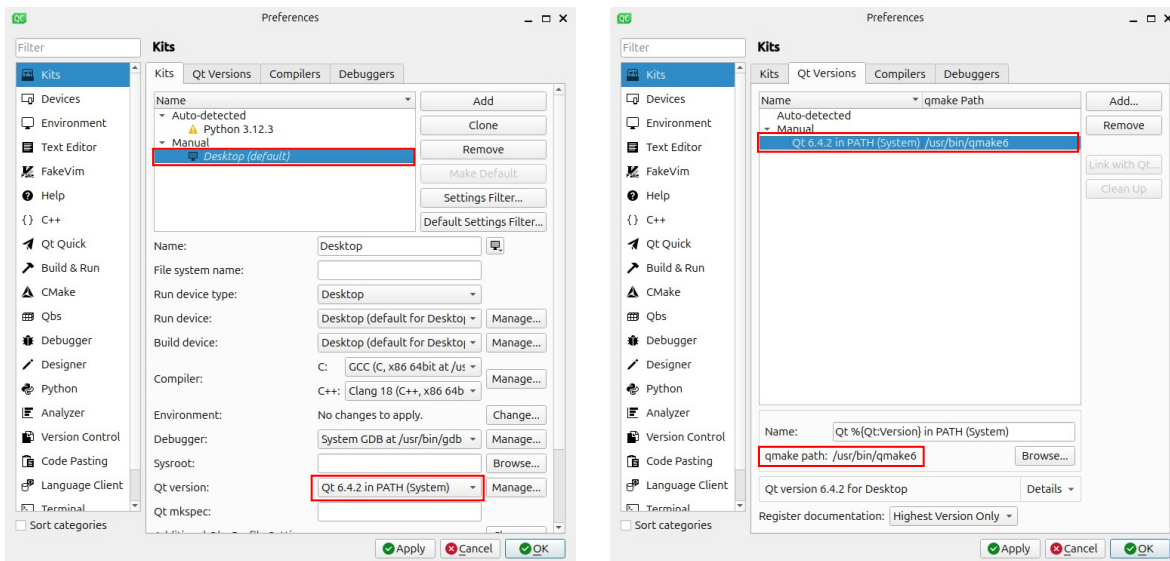 Preferences
Filter
Kits
Kits
Devices
Environment
Text Editor
FakeVim
Help
C++
Qt Quick
Build & Run
CMake
Qbs
Debugger
Designer
Python
Analyzer
Version Control
Code Pasting
Language Client
Terminal
Sort categories
Kits Qt Versions Compilers Debuggers
Name
Auto-detected
Python 3.12.3
Manual
Desktop (default)
Add
Clone
Remove
Make Default
Settings Filter...
Default Settings Filter...
Name: Desktop
File system name:
Run device type: Desktop
Run device: Desktop (default for Desktop Manage...
Build device: Desktop (default for Desktop Manage...
Compiler:
C: GCC (C, x86 64bit at /us
C++: Clang 18 (C++, x86 64b
Manage...
Environment: No changes to apply. Change...
Debugger: System GDB at /usr/bin/gdb Manage...
Sysroot: Browse...
Qt version: Qt 6.4.2 in PATH (System) Manage...
Qt mkspec:
Apply Cancel OK
Preferences
Filter
Kits
Kits
Devices
Environment
Text Editor
FakeVim
Help
{} C++
Qt Quick
Build & Run
CMake
Qbs
Debugger
Designer
Python
Analyzer
Version Control
Code Pasting
Language Client
Terminal
Sort categories
Kits Qt Versions Compilers Debuggers
Name qmake Path
Auto-detected
Manual
Qt 6.4.2 in PATH (System) /usr/bin/qmake6
Add...
Remove
Link with Qt...
Clean Up
Name: Qt %{Qt:Version} in PATH (System)
qmake path: /usr/bin/qmake6 Browse...
Qt version 6.4.2 for Desktop Details
Register documentation: Highest Version Only
Apply Cancel OK